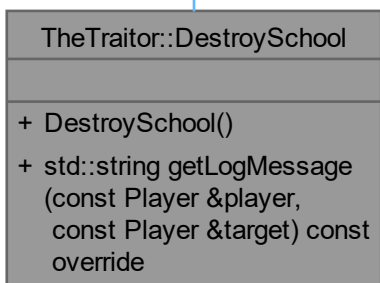 TheTraitor::DestroySchool
+ DestroySchool()
+ std::string getLogMessage
(const Player &player,
const Player &target) const
override